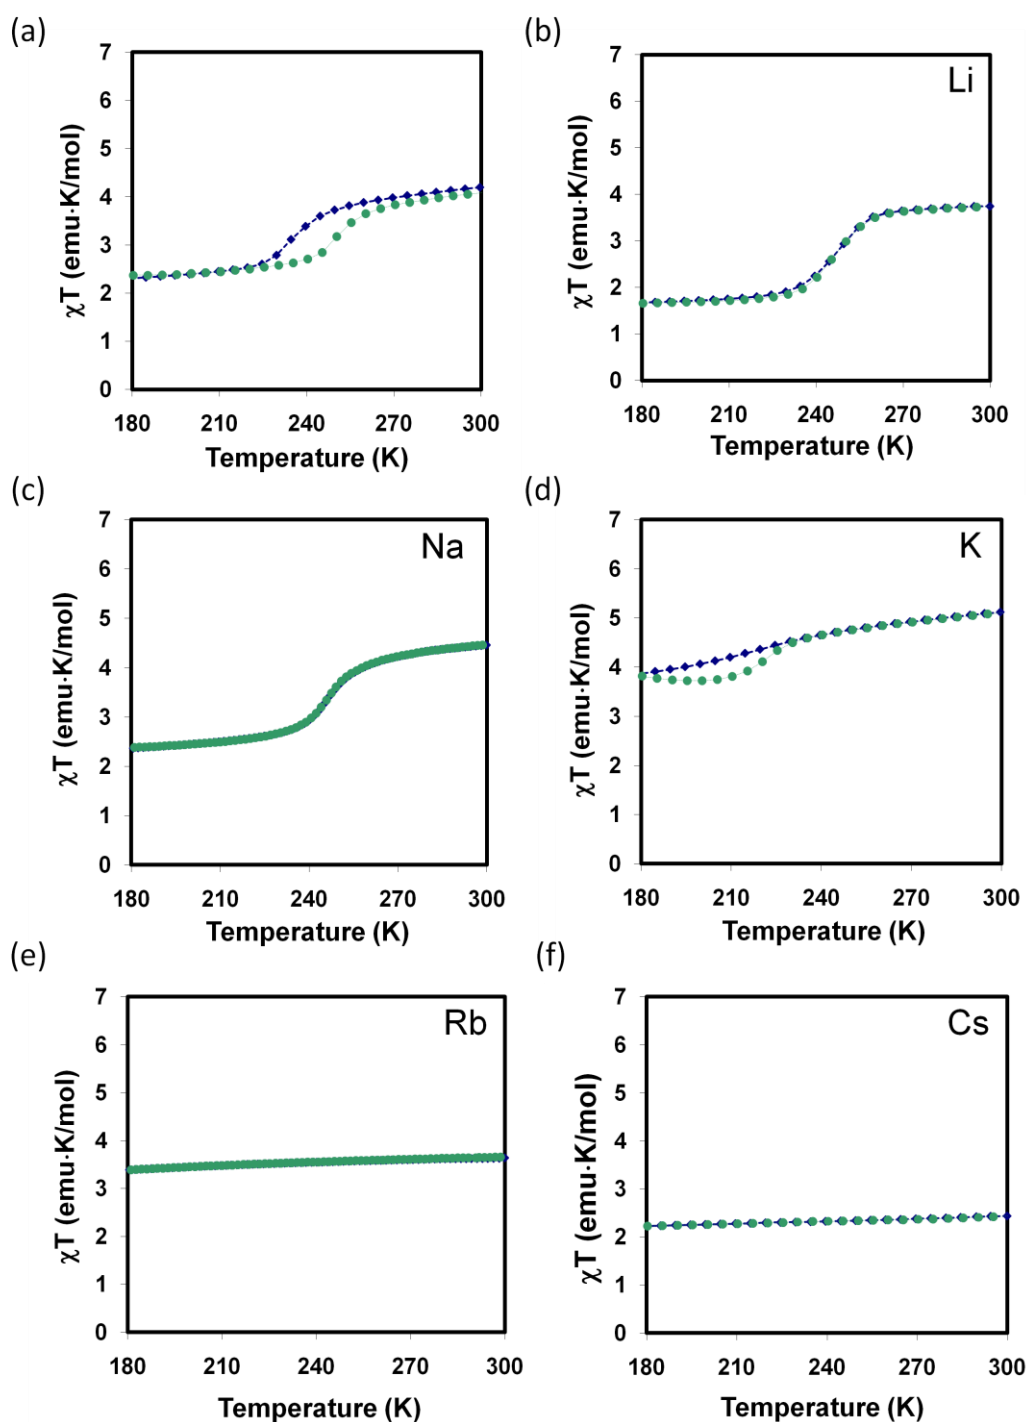 (a)
7
6
5
4
3
2
1
0
χT (emu·K/mol)
180 210 240 270 300
Temperature (K)
(b)
Li
7
6
5
4
3
2
1
0
χT (emu·K/mol)
180 210 240 270 300
Temperature (K)
(c)
Na
7
6
5
4
3
2
1
0
χT (emu·K/mol)
180 210 240 270 300
Temperature (K)
(d)
K
7
6
5
4
3
2
1
0
χT (emu·K/mol)
180 210 240 270 300
Temperature (K)
(e)
Rb
7
6
5
4
3
2
1
0
χT (emu·K/mol)
180 210 240 270 300
Temperature (K)
(f)
Cs
7
6
5
4
3
2
1
0
χT (emu·K/mol)
180 210 240 270 300
Temperature (K)